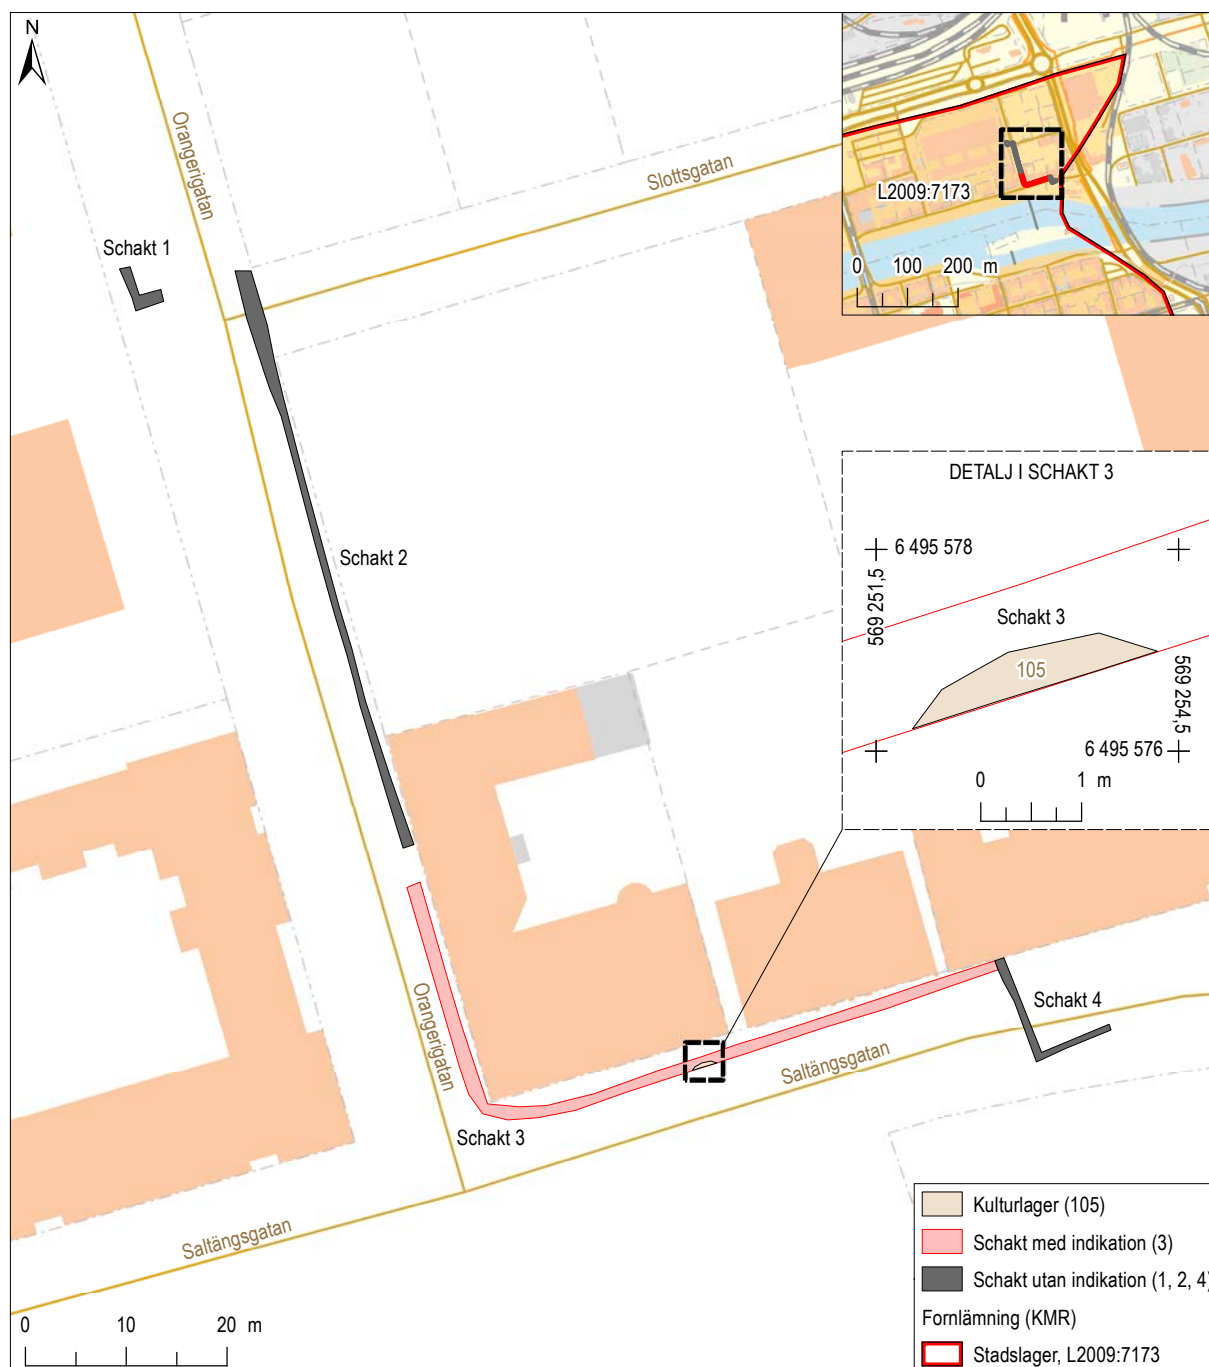 N
Orangerigatan
Slottsgatan
L2009:7173
0 100 200 m
Schakt 1
Schakt 2
DETALJ I SCHAKT 3
6 495 578
569 251,5
Schakt 3
105
569 254,5
6 495 576
0 1 m
Orangerigatan
Schakt 4
Saltängsgatan
Schakt 3
Saltängsgatan
Kulturlager (105)
Schakt med indikation (3)
Schakt utan indikation (1, 2, 4)
Fornlämning (KMR)
Stadslager, L2009:7173
0 10 20 m